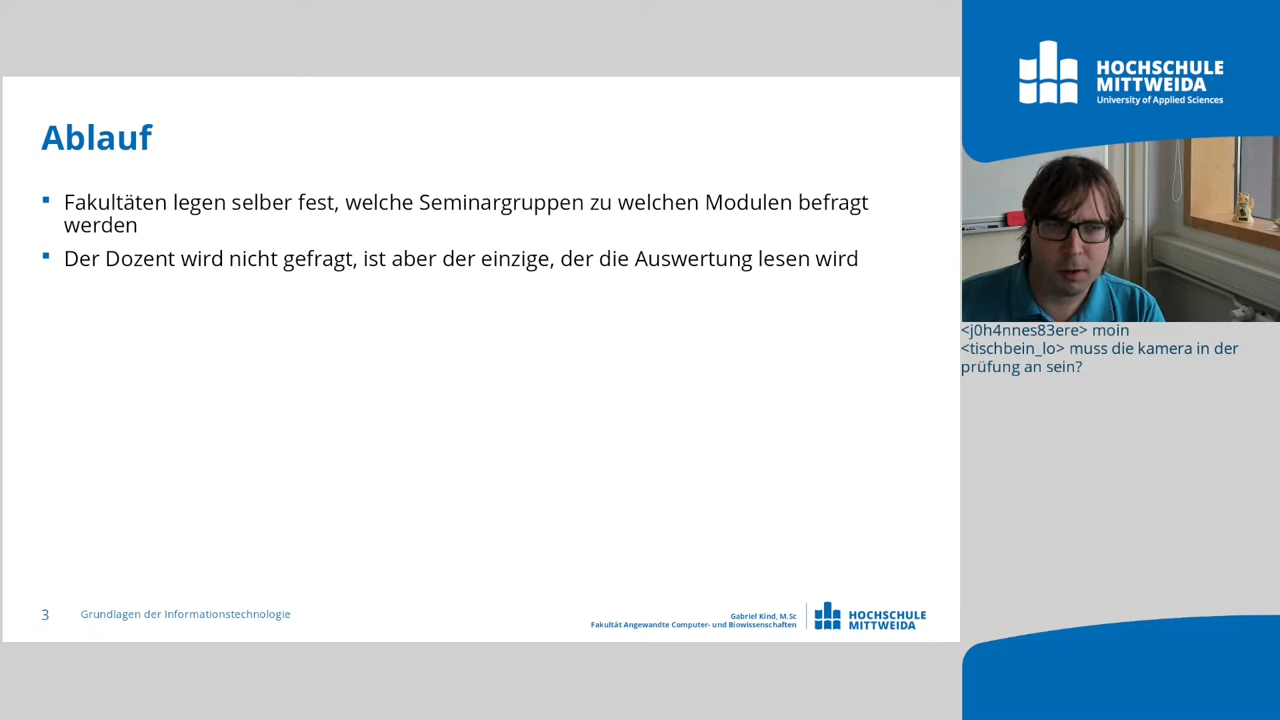 Ablauf
Fakultäten legen selber fest, welche Seminargruppen zu welchen Modulen befragt
werden
Der Dozent wird nicht gefragt, ist aber der einzige, der die Auswertung lesen wird
3
Grundlagen der Informationstechnologie
Gabriel Kind, M.Sc
Fakultät Angewandte Computer- und Biowissenschaften
HOCHSCHULE
MITTWEIDA
HOCHSCHULE
MITTWEIDA
University of Applied Sciences
<j0h4nnes83ere> moin
<tischbein_lo> muss die kamera in der
prüfung an sein?